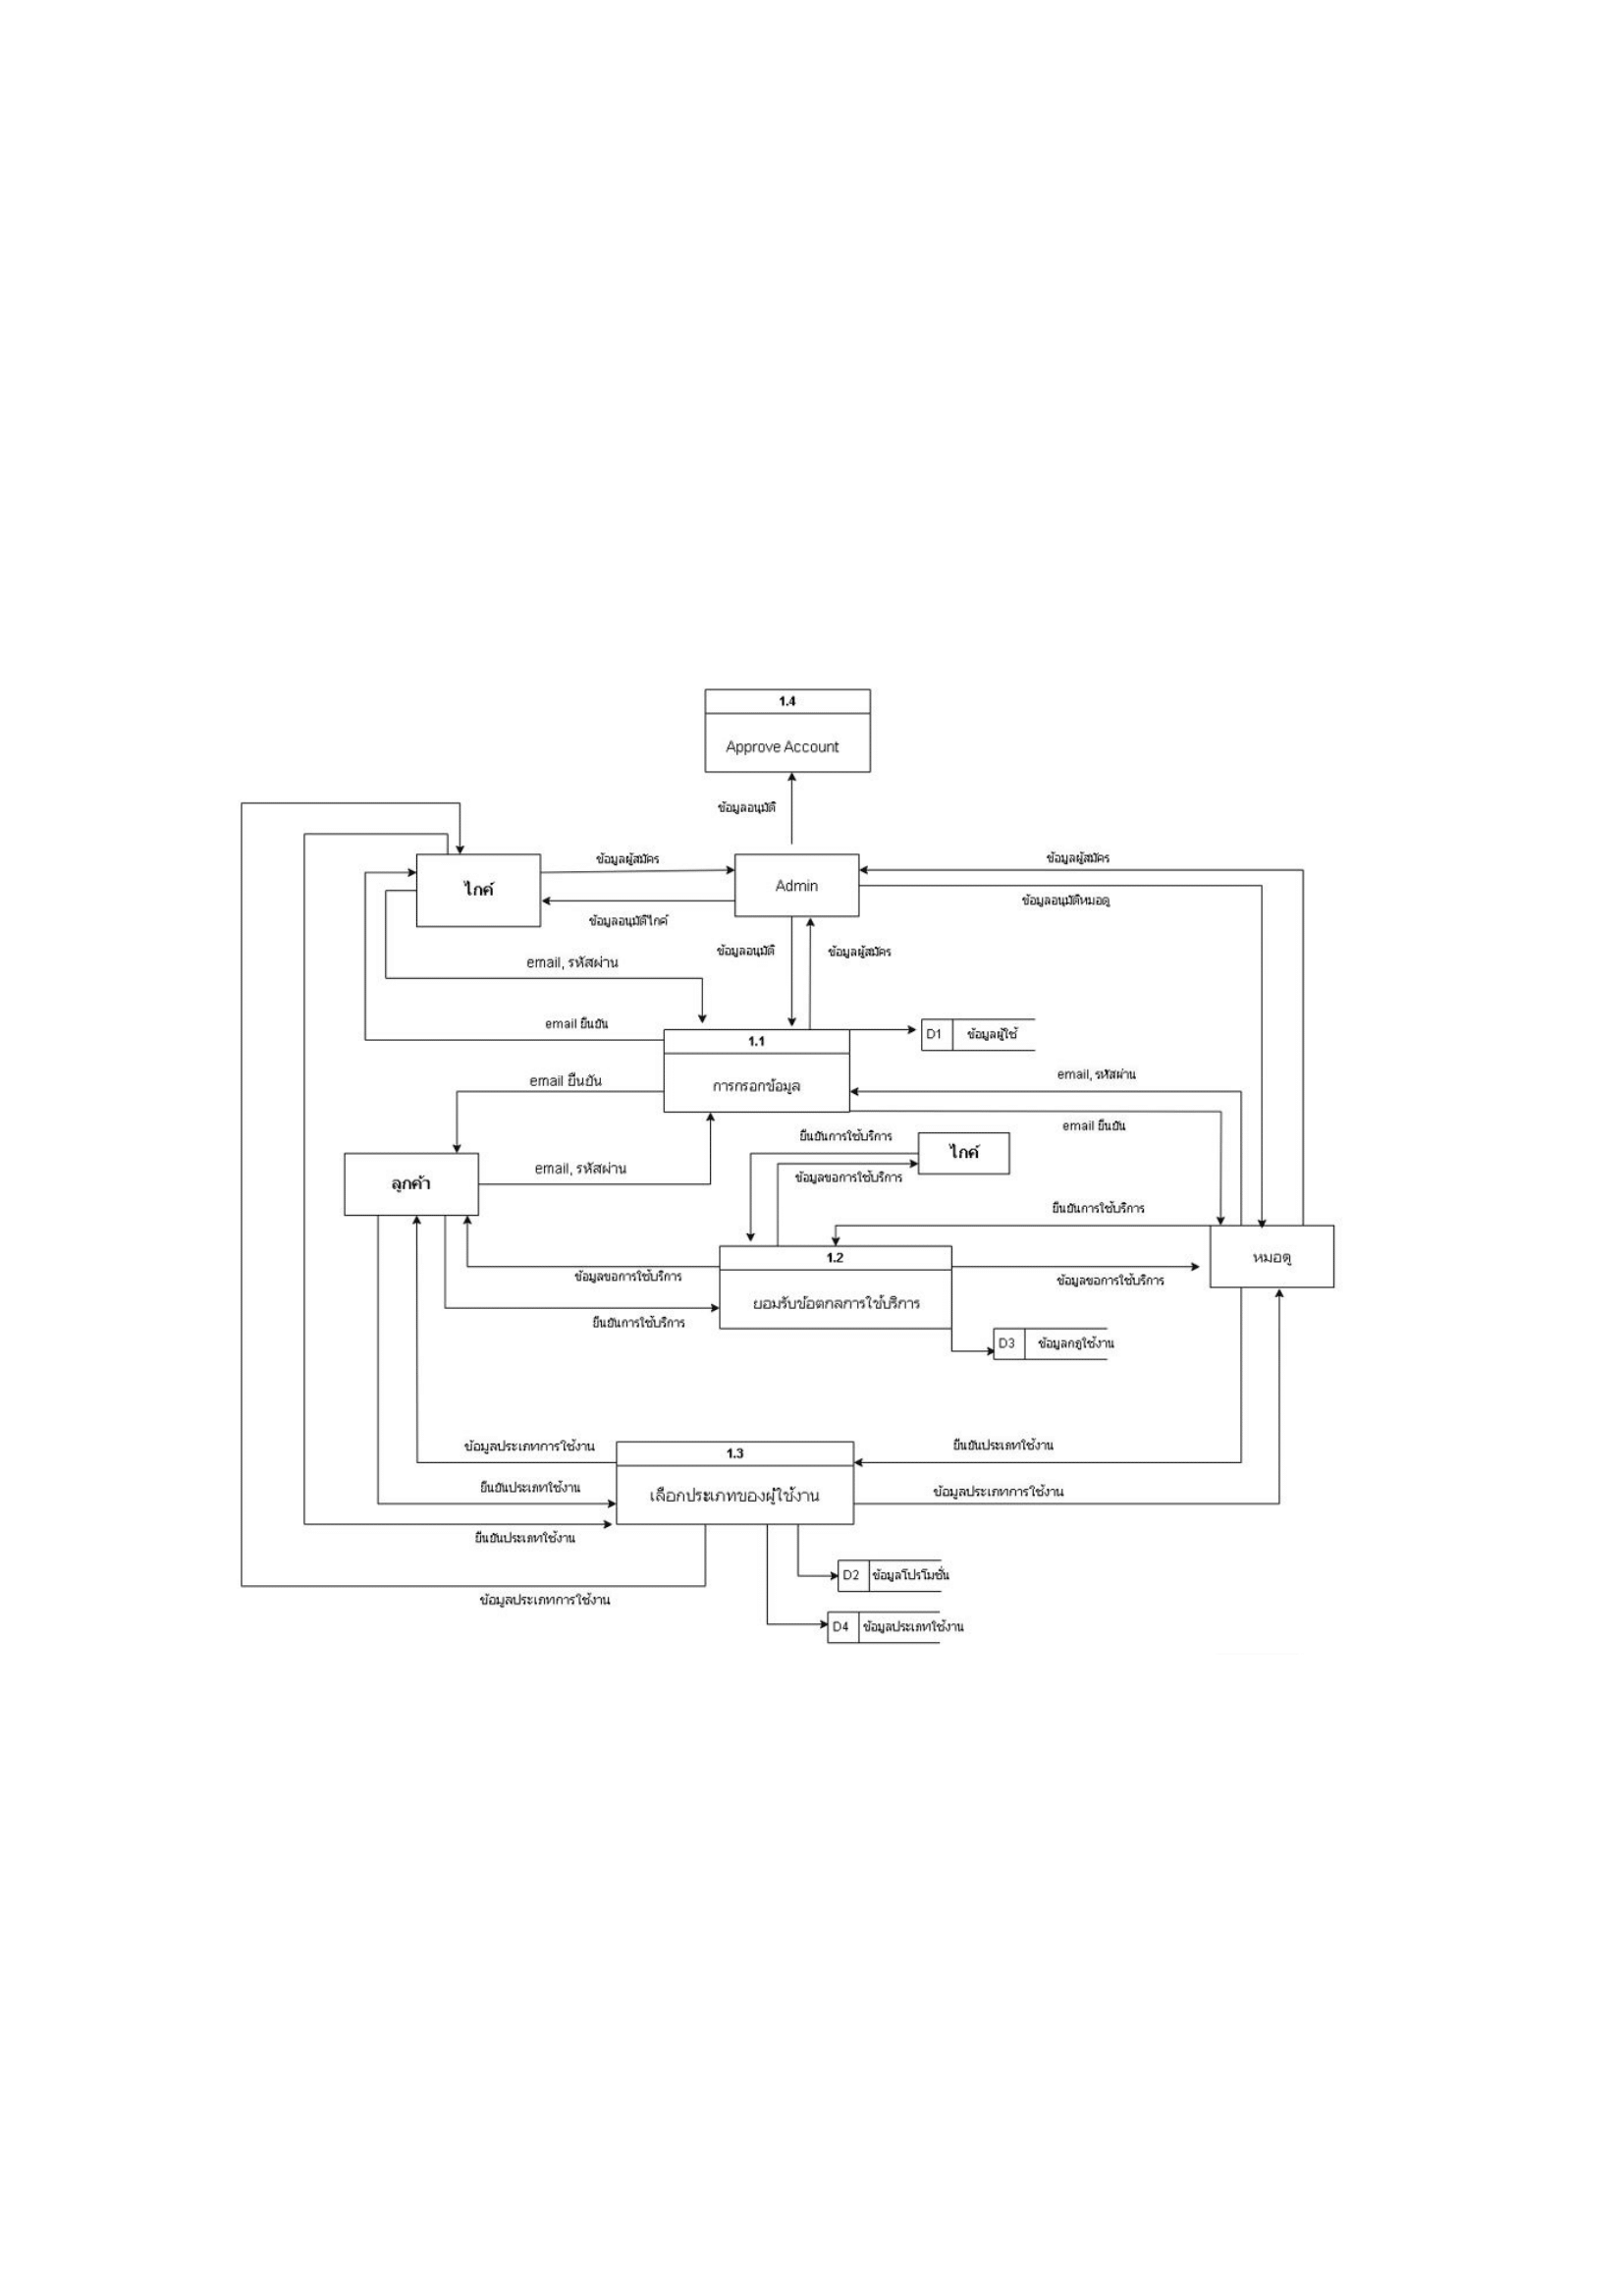 1.4
Approve Account
ข้อมูลอนุมัติ
ข้อมูลผู้สมัคร
ข้อมูลผู้สมัคร
ไกค์
Admin
ข้อมูลอนุมัติไกค์
ข้อมูลอนุมัติหมอดู
ข้อมูลอนุมัติ
ข้อมูลผู้สมัคร
email, รหัสผ่าน
email ยืนยัน
1.1
D1
ข้อมูลผู้ใช้
การกรอกข้อมูล
email, รหัสผ่าน
email ยืนยัน
email ยืนยัน
ยืนยันการใช้บริการ
ไกค์
email, รหัสผ่าน
ข้อมูลขอการใช้บริการ
ลูกค้า
ยืนยันการใช้บริการ
1.2
หมอดู
ข้อมูลขอการใช้บริการ
ข้อมูลขอการใช้บริการ
ยอมรับข้อตกลการใช้บริการ
ยืนยันการใช้บริการ
D3
ข้อมูลกฎใช้งาน
ข้อมูลประเภทการใช้งาน
ยืนยันประเภทใช้งาน
1.3
ยืนยันประเภทใช้งาน
เลือกประเภทของผู้ใช้งาน
ข้อมูลประเภทการใช้งาน
ยืนยันประเภทใช้งาน
D2
ข้อมูลโปรโมชั่น
ข้อมูลประเภทการใช้งาน
D4
ข้อมูลประเภทใช้งาน